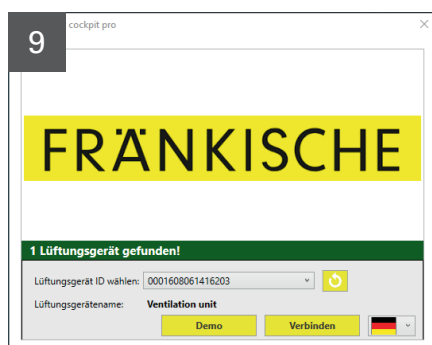 9
cockpit pro
FRÄNKISCHE
1 Lüftungsgerät gefunden!
Lüftungsgerät ID wählen: 0001608061416203
Lüftungsgerätename: Ventilation unit
Demo Verbinden